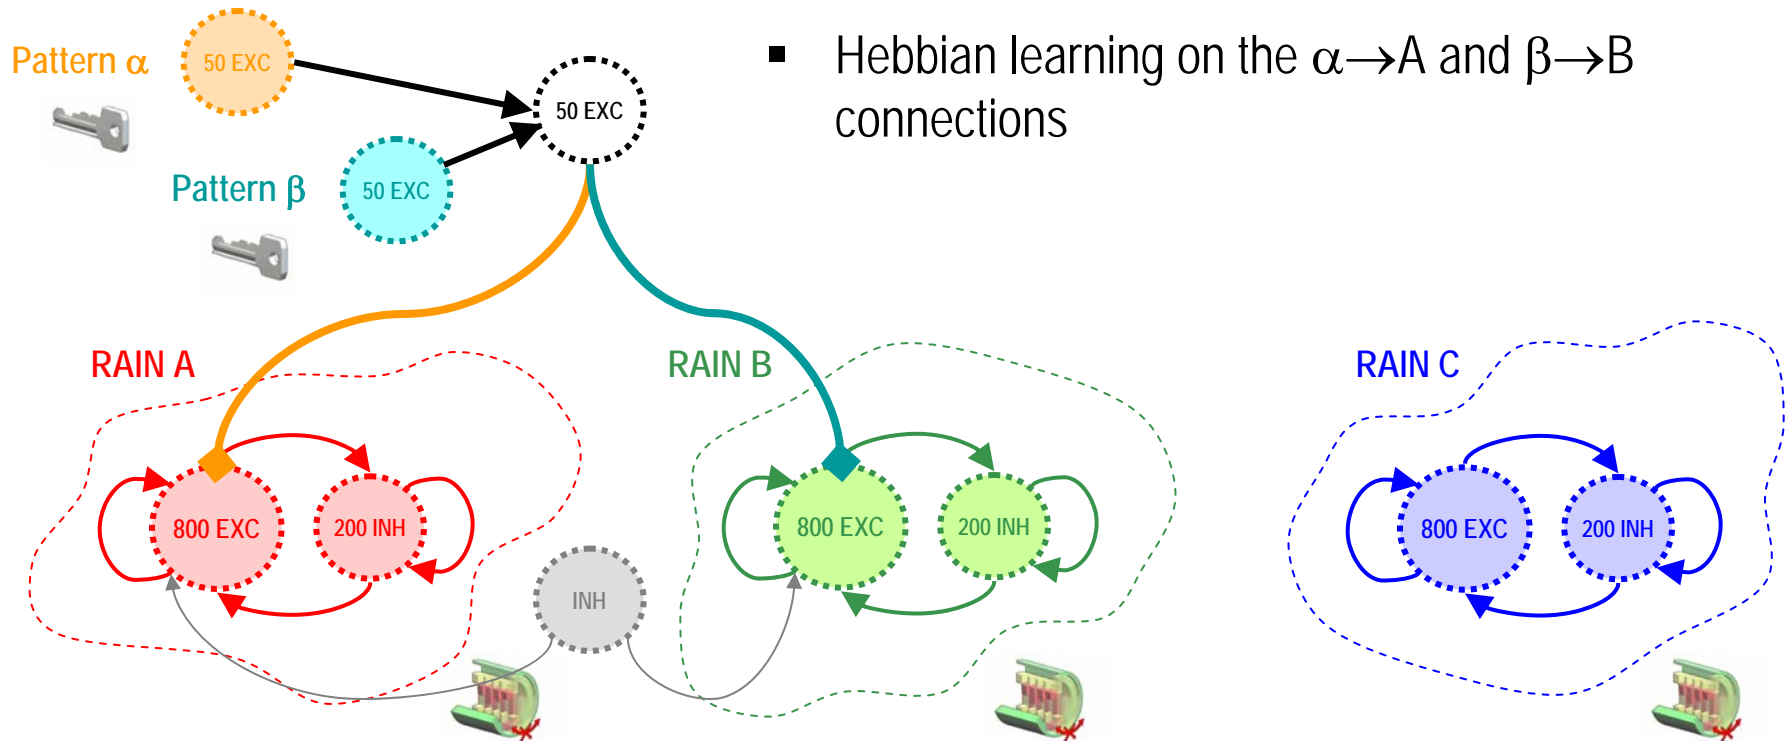 Pattern α
50 EXC
50 EXC
Pattern β
50 EXC
▪ Hebbian learning on the α→A and β→B
connections
RAIN A
RAIN B
RAIN C
800 EXC
200 INH
INH
800 EXC
200 INH
800 EXC
200 INH